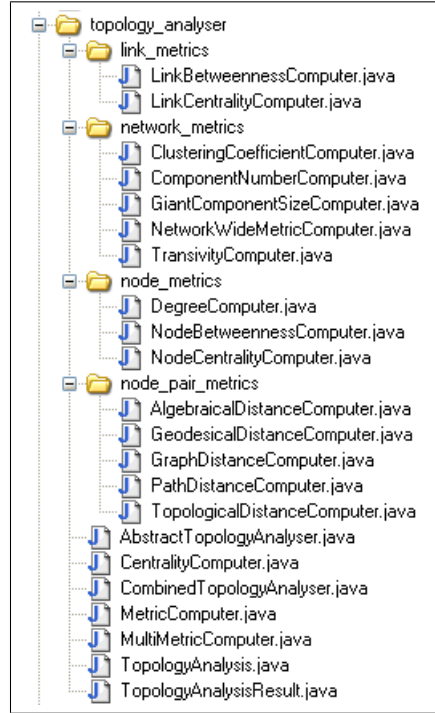 topology_analyser
link_metrics
LinkBetweennessComputer.java
LinkCentralityComputer.java
network_metrics
ClusteringCoefficientComputer.java
ComponentNumberComputer.java
GiantComponentSizeComputer.java
NetworkWideMetricComputer.java
TransivityComputer.java
node_metrics
DegreeComputer.java
NodeBetweennessComputer.java
NodeCentralityComputer.java
node_pair_metrics
AlgebraicalDistanceComputer.java
GeodesicalDistanceComputer.java
GraphDistanceComputer.java
PathDistanceComputer.java
TopologicalDistanceComputer.java
AbstractTopologyAnalyser.java
CentralityComputer.java
CombinedTopologyAnalyser.java
MetricComputer.java
MultiMetricComputer.java
TopologyAnalysis.java
TopologyAnalysisResult.java